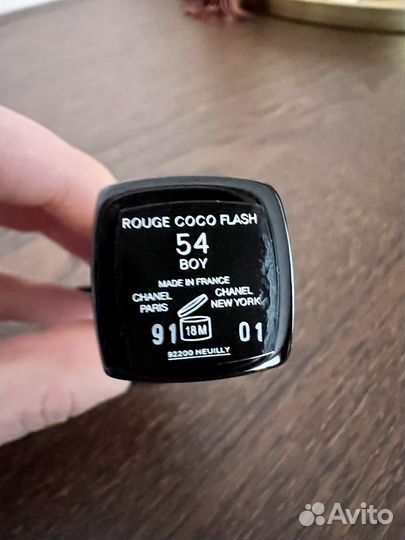 ROUGE COCO FLASH
54
BOY
MADE IN FRANCE
CHANEL PARIS
CHANEL NEW YORK
91 18M 01
92200 NEUILLY
Avito